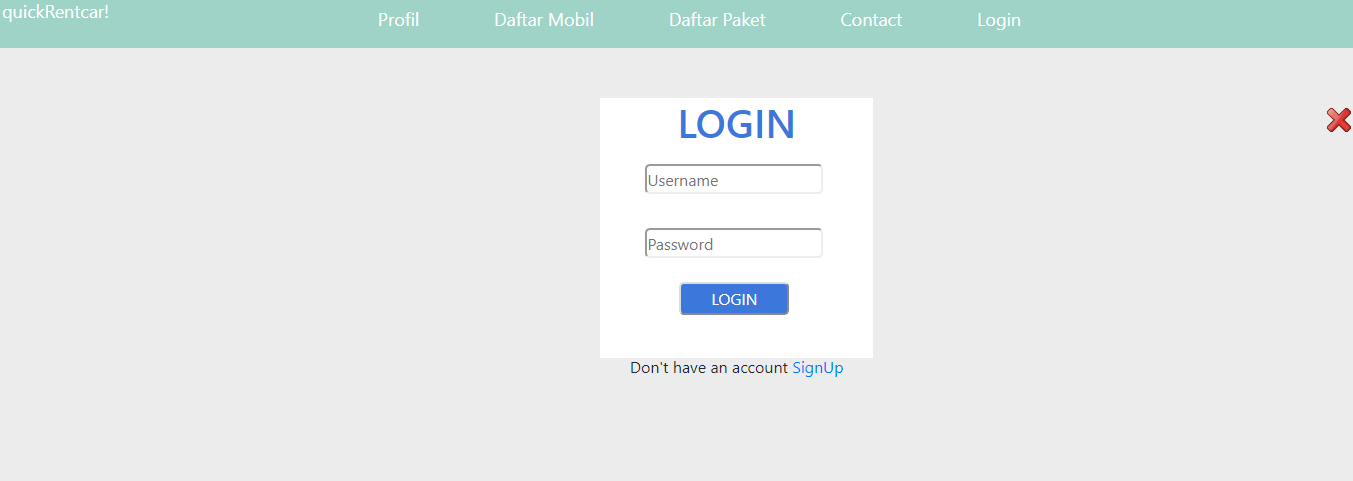 quickRentcar!
Profil Daftar Mobil Daftar Paket Contact Login
LOGIN
Username
Password
LOGIN
Don't have an account SignUp